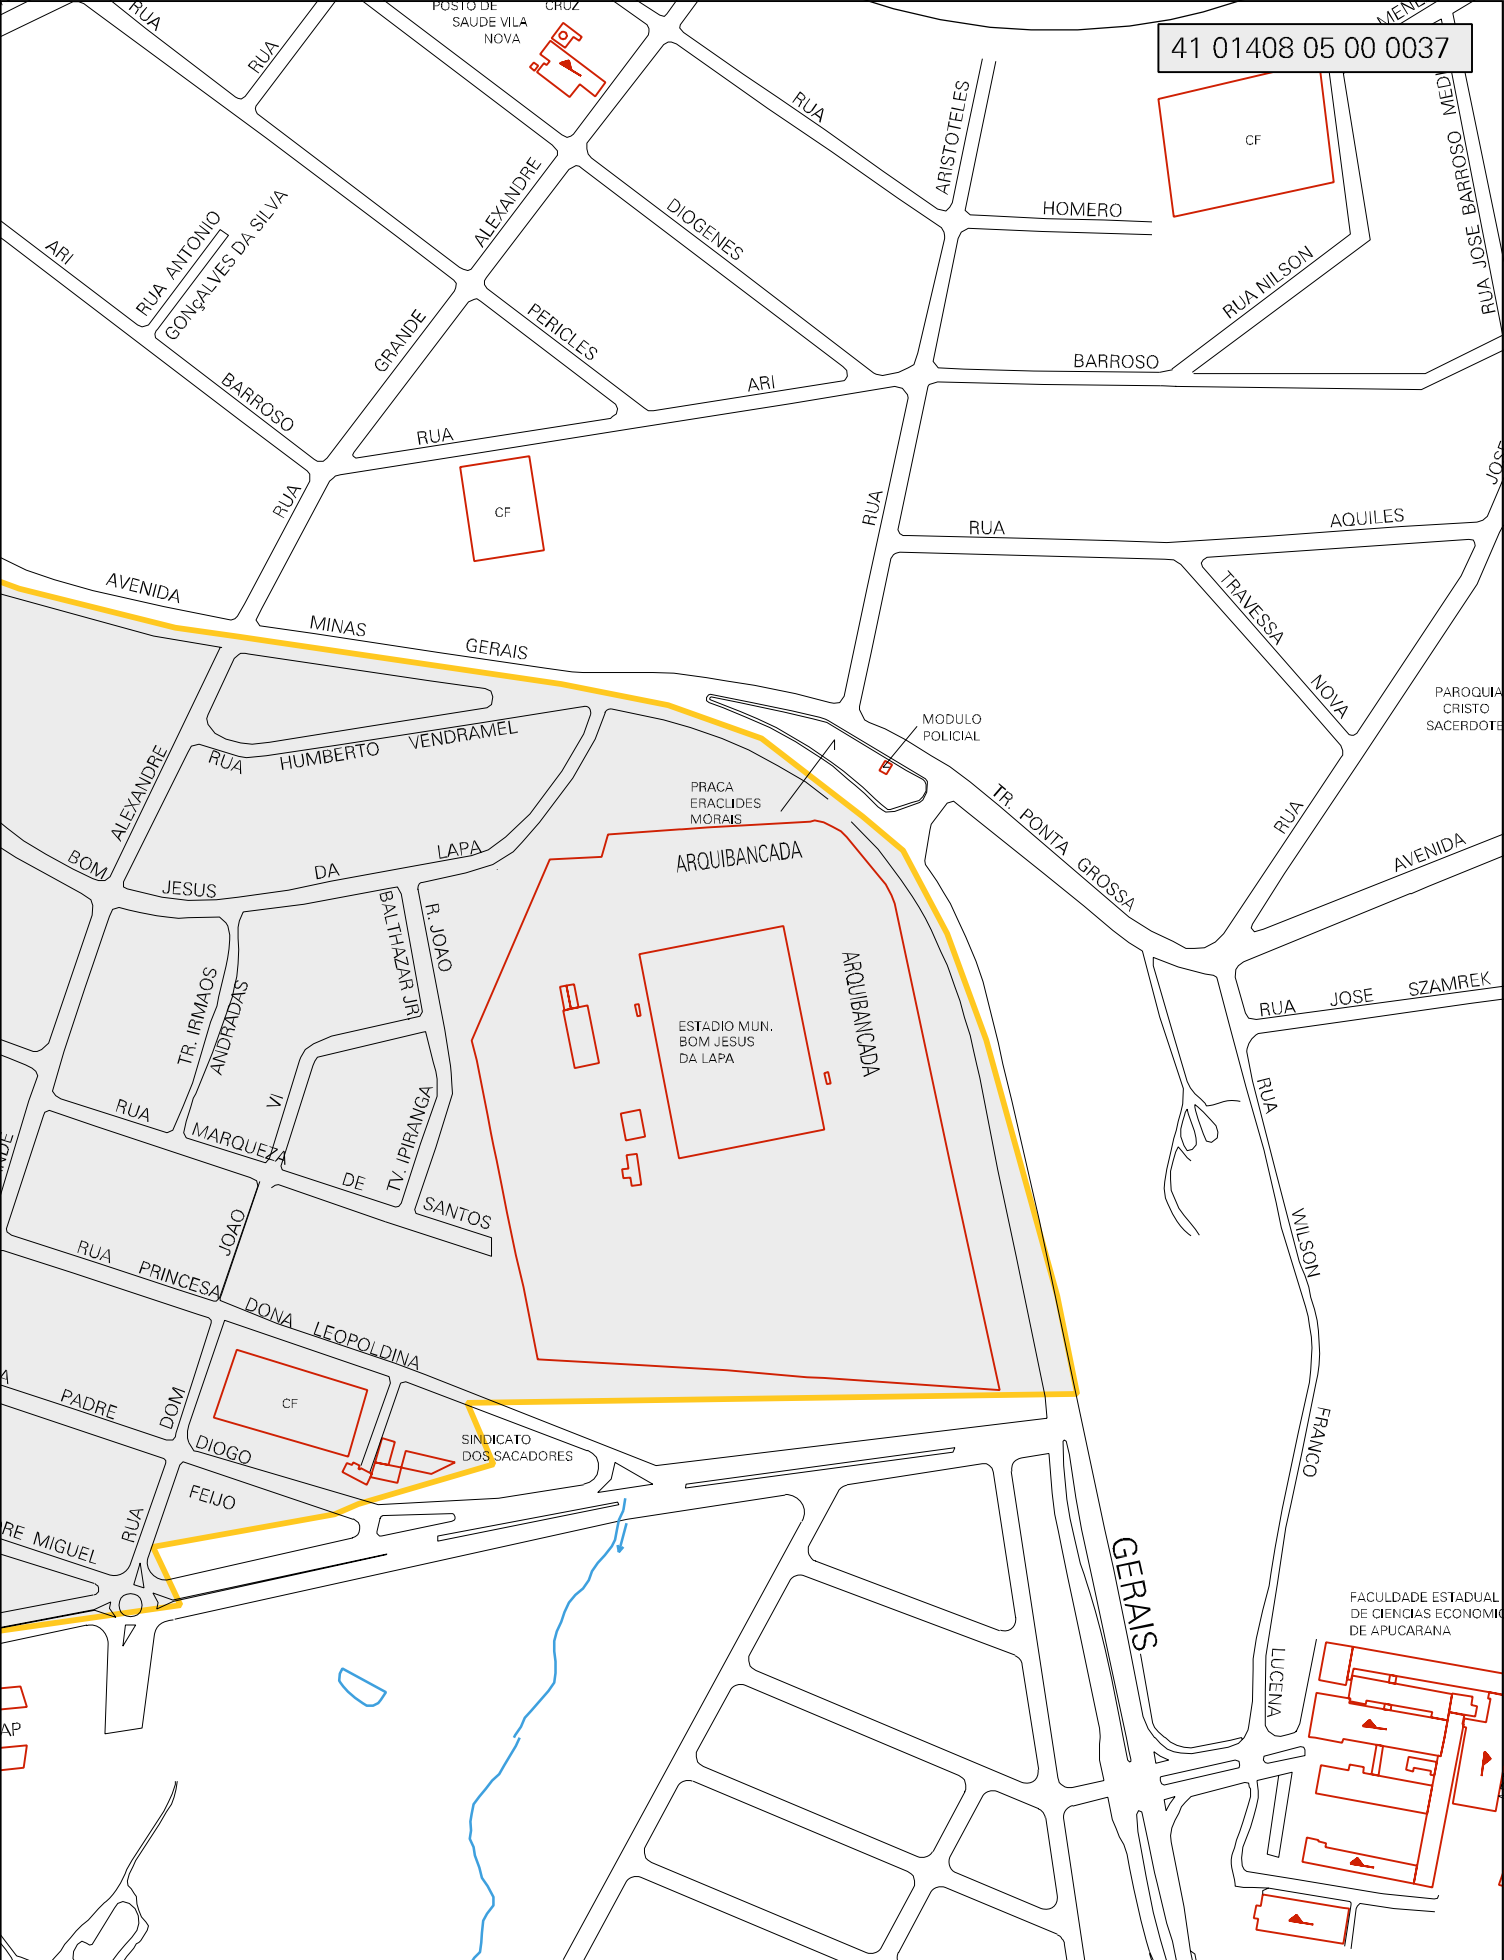 POSTO DE
SAUDE VILA
NOVA
CRUZ
41 01408 05 00 0037
RUA
RUA
RUA
ARISTOTELES
CF
RUA JOSE BARROSO
HOMERO
ALEXANDRE
DIOGENES
ARI
RUA ANTONIO
GONçALVES DA SILVA
RUA NILSON
PERICLES
GRANDE
BARROSO
BARROSO
ARI
RUA
CF
RUA
RUA
RUA
AQUILES
AVENIDA
MINAS
GERAIS
TRAVESSA
NOVA
PAROQUIA
CRISTO
SACERDOTE
MODULO
POLICIAL
RUA
HUMBERTO
VENDRAMEL
ALEXANDRE
PRACA
ERACLIDES
MORAIS
TR. PONTA GROSSA
RUA
AVENIDA
BOM
JESUS
DA
LAPA
ARQUIBANCADA
BALTHAZAR JR
R. JOAO
ARQUIBANCADA
TR. IRMAOS
ANDRADAS
RUA
JOSE
SZAMREK
ESTADIO MUN.
BOM JESUS
DA LAPA
RUA
MARQUEZA
VI
DE
TV. IPIRANGA
SANTOS
RUA
WILSON
JOAO
RUA
PRINCESA
DONA
LEOPOLDINA
PADRE
DOM
CF
DIOGO
FEIJO
SINDICATO
DOS SACADORES
FRANCO
RUA
MIGUEL
GERAIS
FACULDADE ESTADUAL
DE CIENCIAS
DE APUCARANA
LUCENA